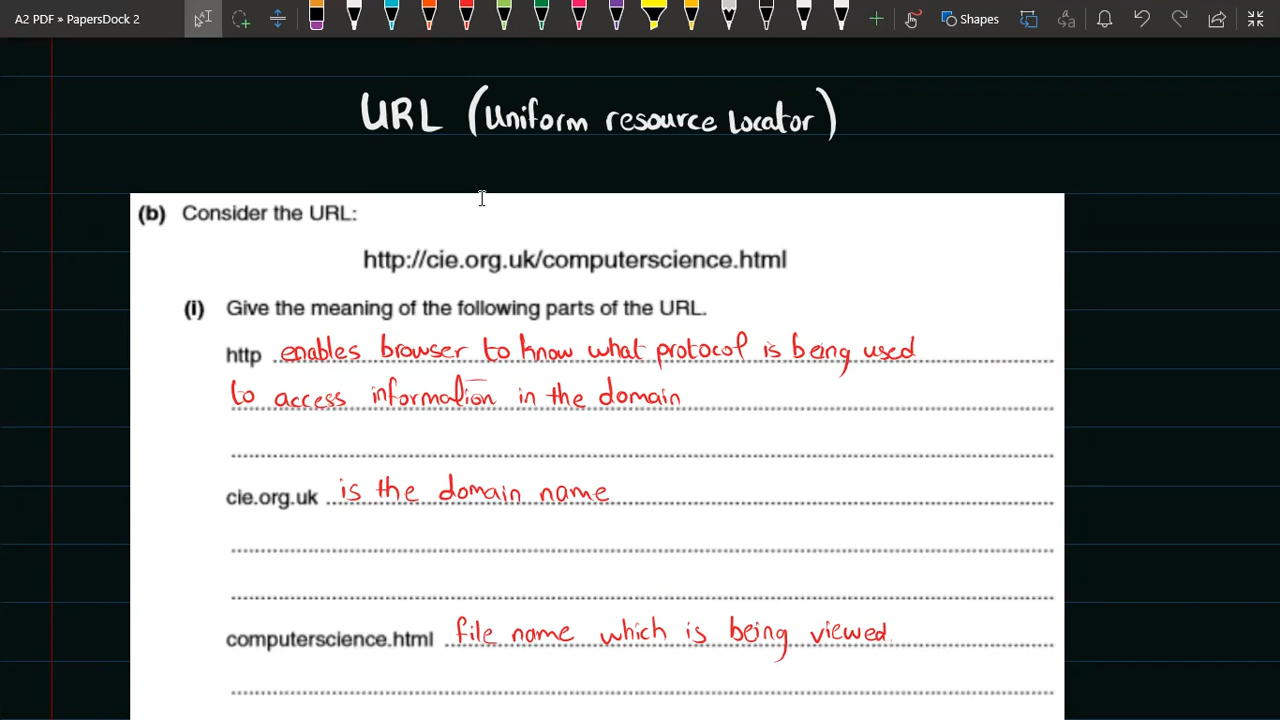 A2 PDF » PapersDock 2
Shapes
URL (Uniform resource Locator)
(b) Consider the URL:
http://cie.org.uk/computerscience.html
(i) Give the meaning of the following parts of the URL.
http enables browser to know what protocol is being used
to access information in the domain
cie.org.uk is the domain name
computerscience.html file name which is being viewed